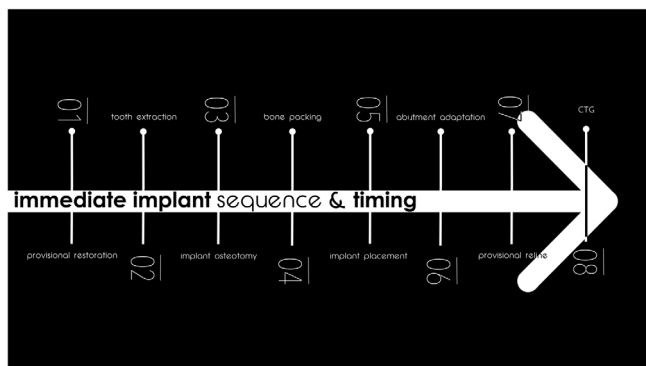 01
tooth extraction
03
bone packing
05
abutment adaptation
07
CTG
immediate implant sequence & timing
provisional restoration
02
implant osteotomy
04
implant placement
06
provisional reline
08